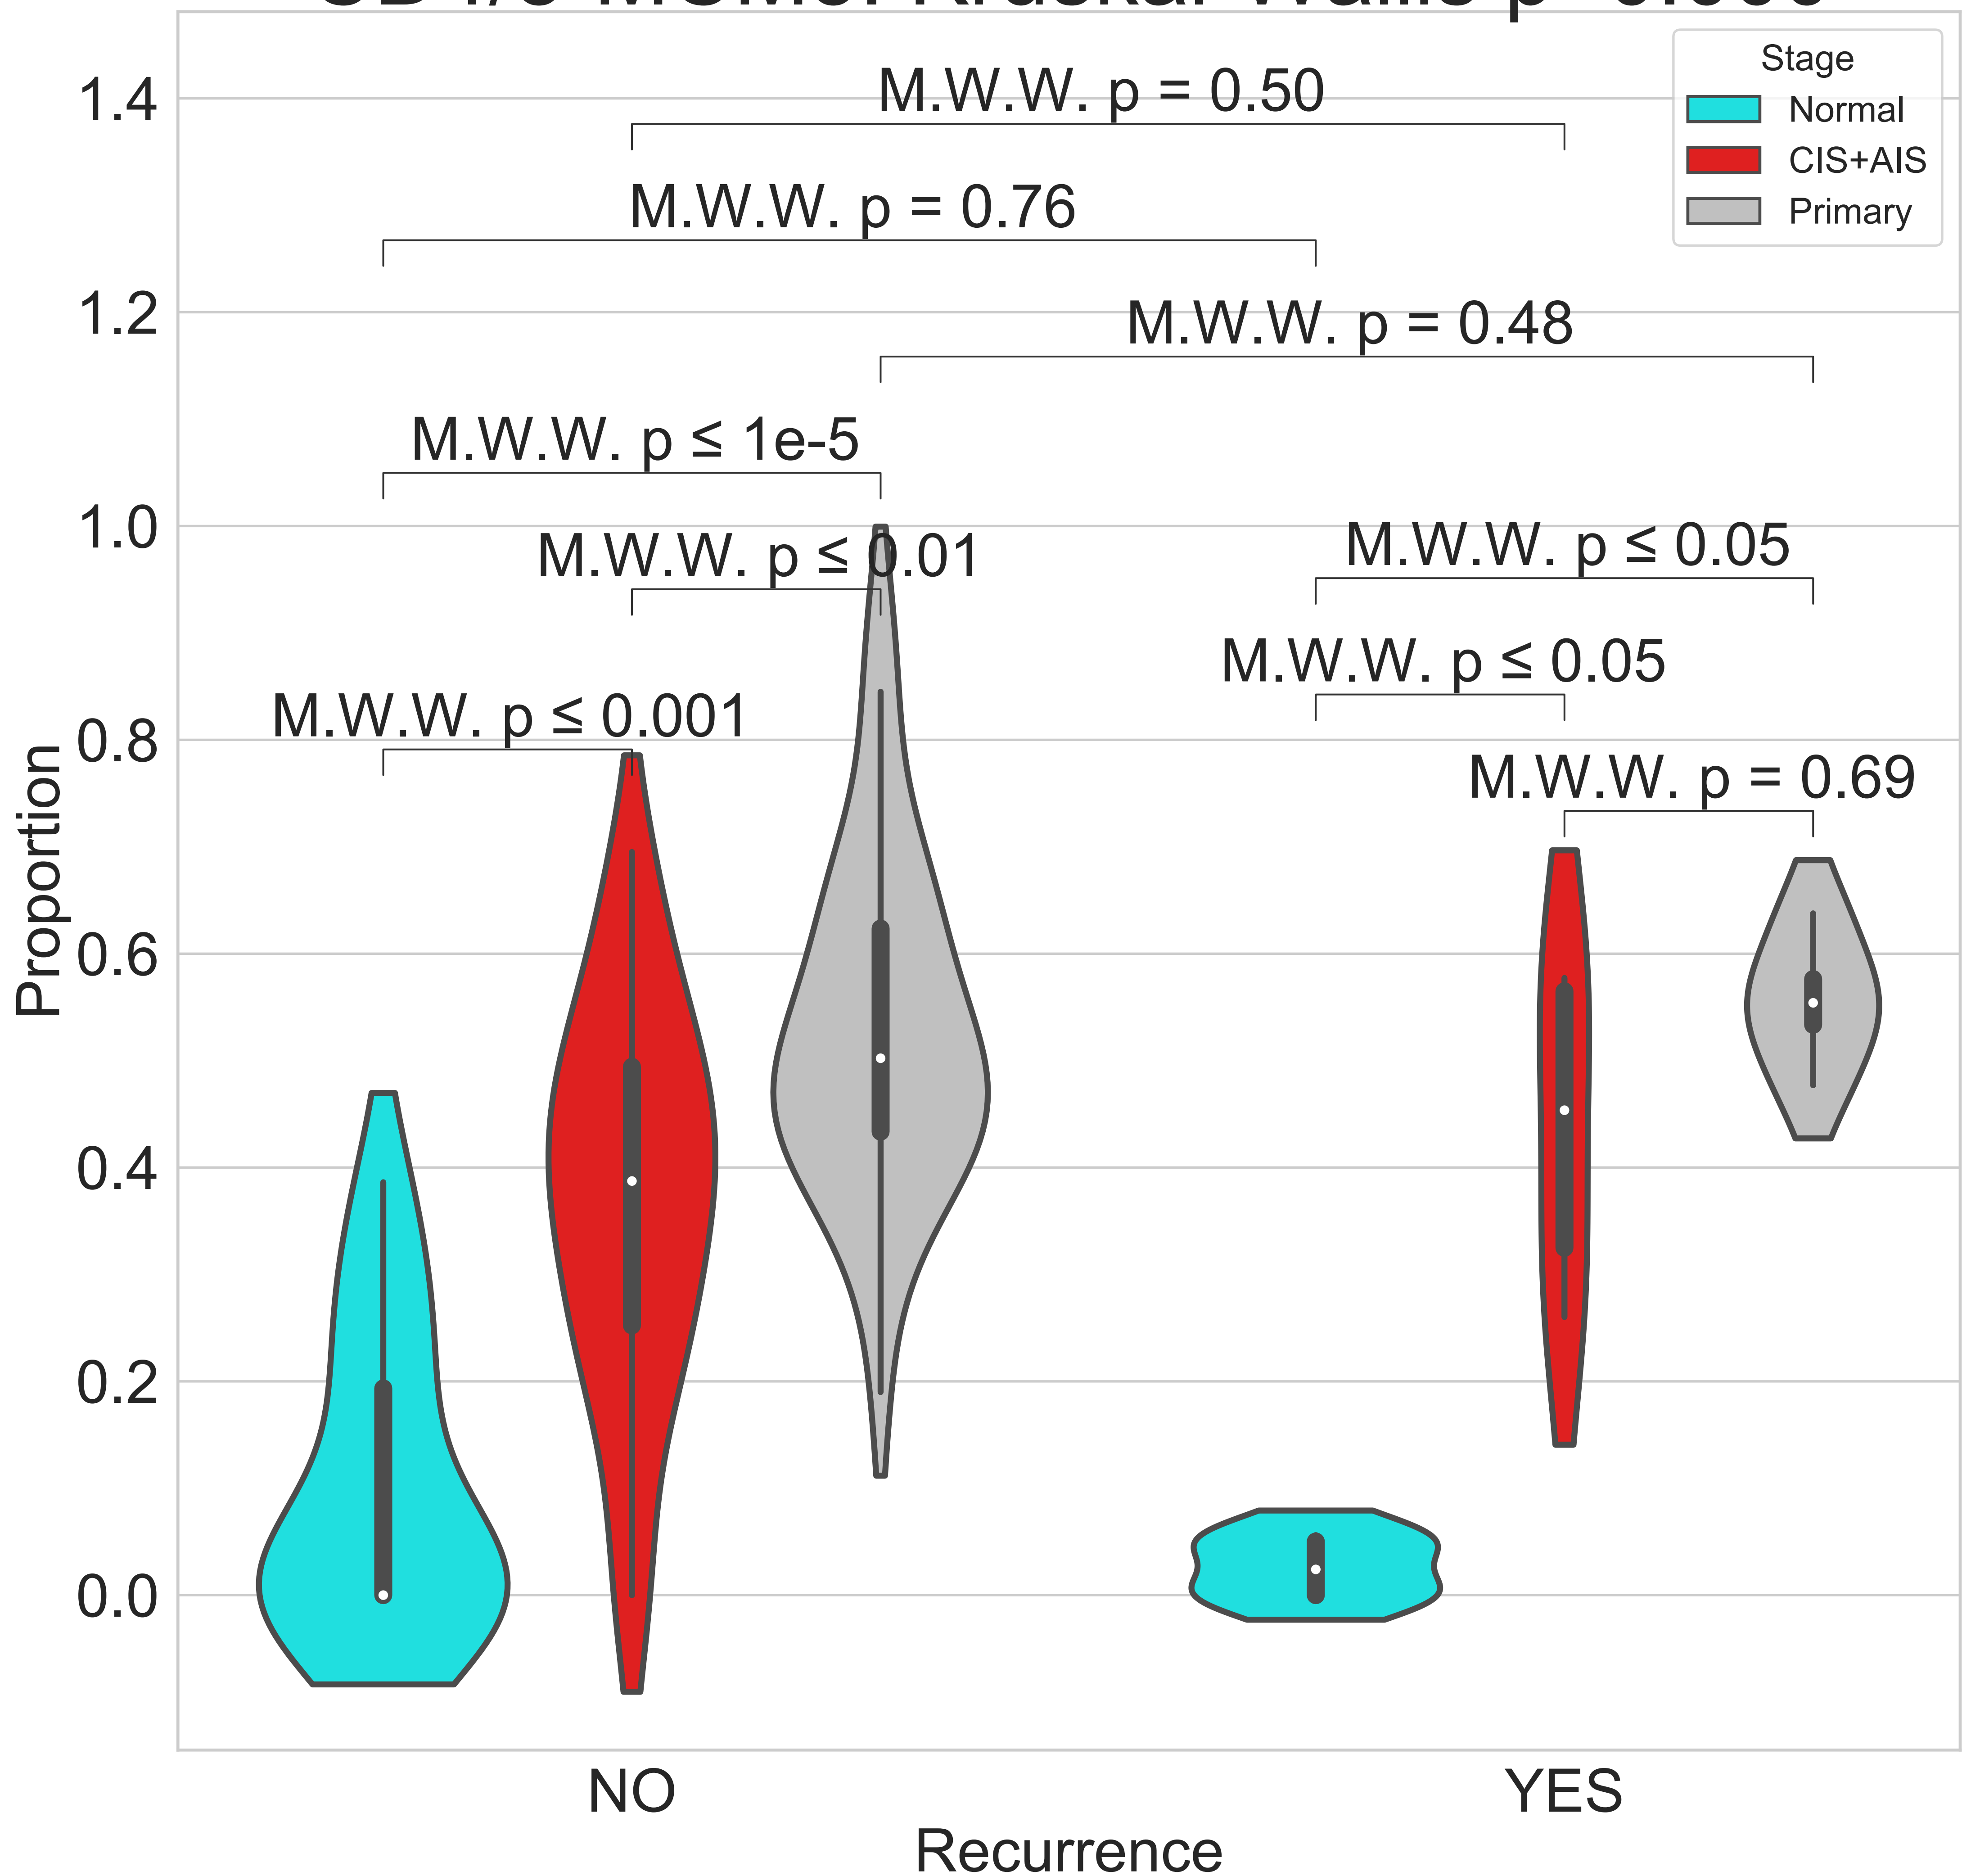 Stage
Normal
CIS+AIS
Primary
M.W.W. p = 0.50
M.W.W. p = 0.76
M.W.W. p = 0.48
M.W.W. p ≤ 1e-5
M.W.W. p ≤ 0.01
M.W.W. p ≤ 0.05
M.W.W. p ≤ 0.05
M.W.W. p ≤ 0.001
M.W.W. p = 0.69
1.4
1.2
1.0
0.8
0.6
0.4
0.2
0.0
Proportion
NO
YES
Recurrence